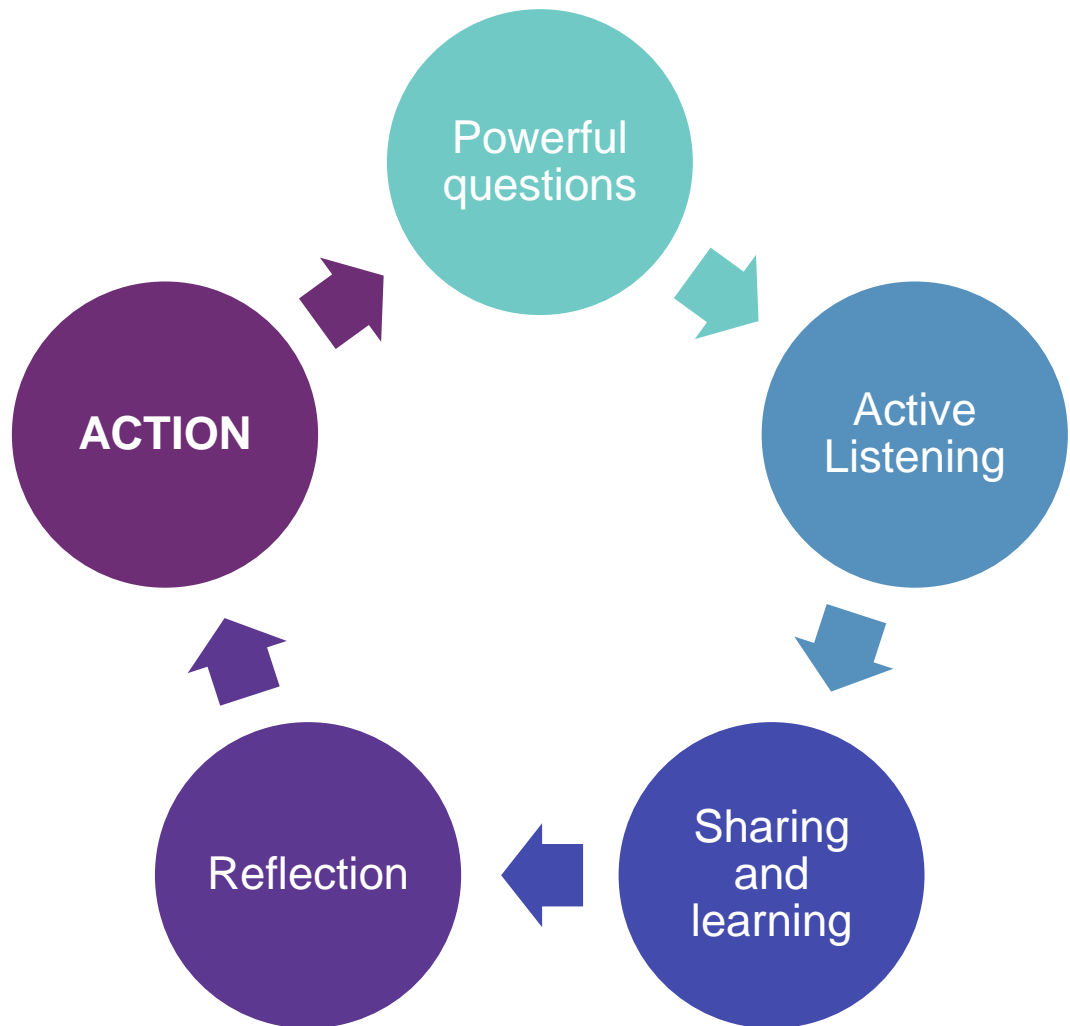 Powerful
questions
Active
Listening
Sharing
and
learning
Reflection
ACTION